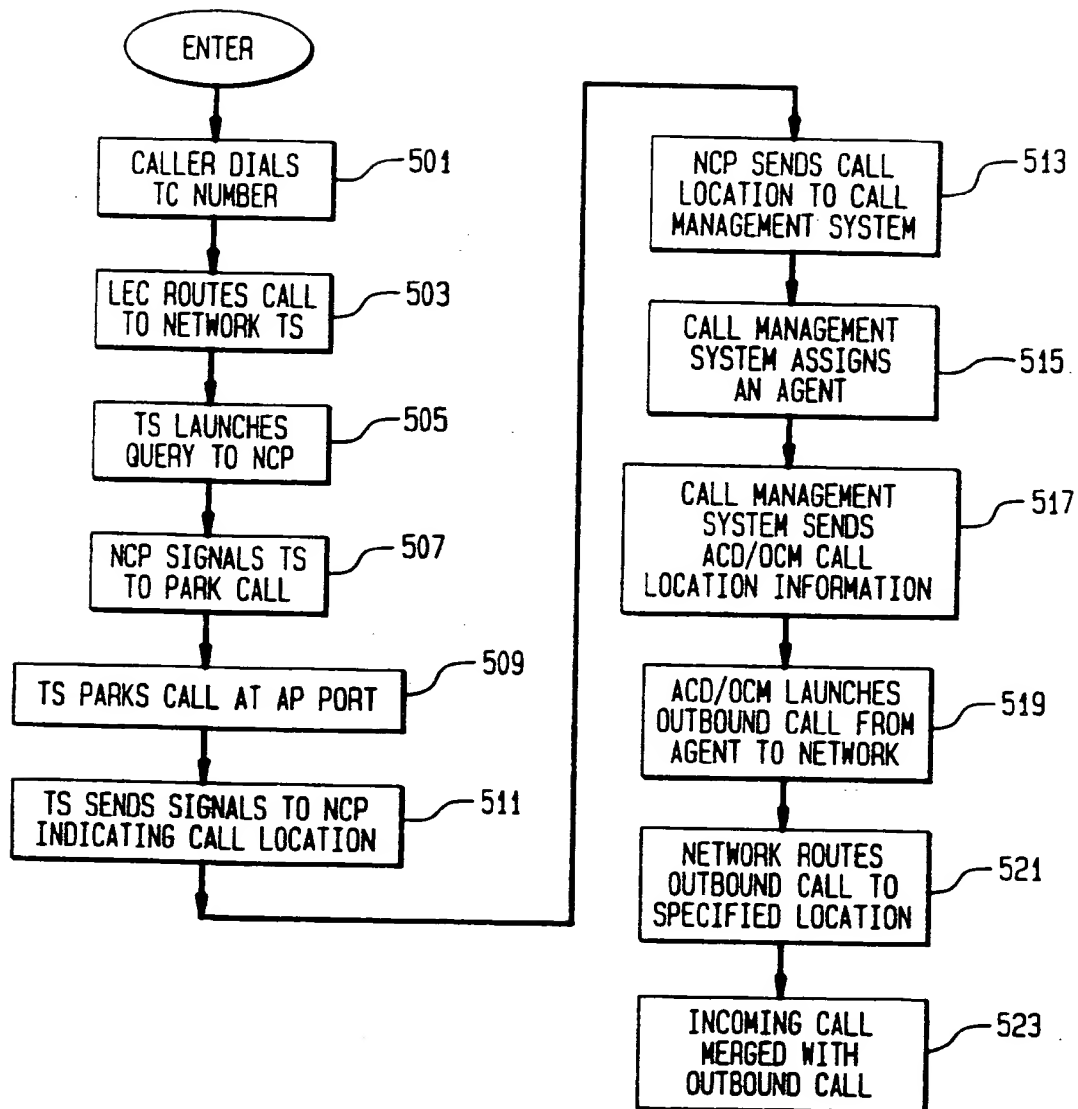 ENTER
CALLER DIALS
TC NUMBER
501
LEC ROUTES CALL
TO NETWORK TS
503
TS LAUNCHES
QUERY TO NCP
505
NCP SIGNALS TS
TO PARK CALL
507
TS PARKS CALL AT AP PORT
509
TS SENDS SIGNALS TO NCP
INDICATING CALL LOCATION
511
NCP SENDS CALL
LOCATION TO CALL
MANAGEMENT SYSTEM
513
CALL MANAGEMENT
SYSTEM ASSIGNS
AN AGENT
515
CALL MANAGEMENT
SYSTEM SENDS
ACD/OCM CALL
LOCATION INFORMATION
517
ACD/OCM LAUNCHES
OUTBOUND CALL FROM
AGENT TO NETWORK
519
NETWORK ROUTES
OUTBOUND CALL TO
SPECIFIED LOCATION
521
INCOMING CALL
MERGED WITH
OUTBOUND CALL
523